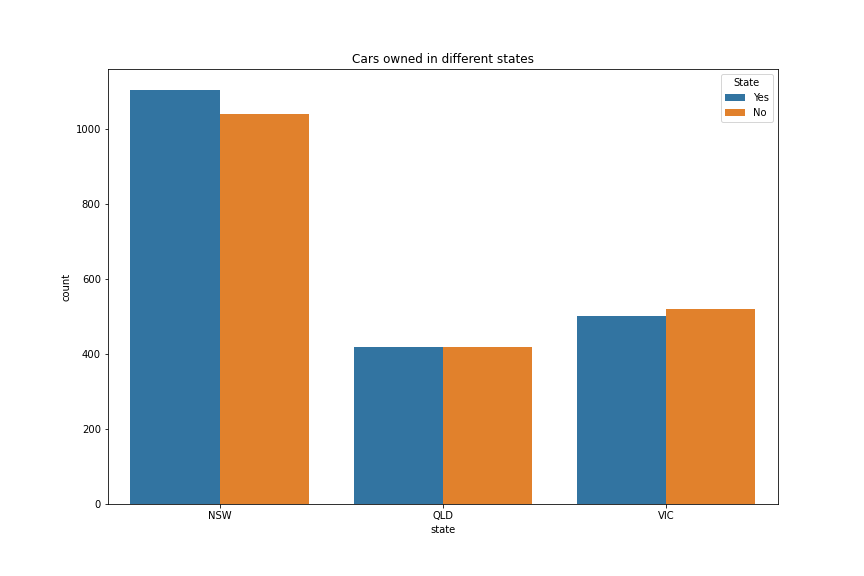 Cars owned in different states
State
Yes
No
1000
800
600
400
200
0
count
NSW
QLD
VIC
state